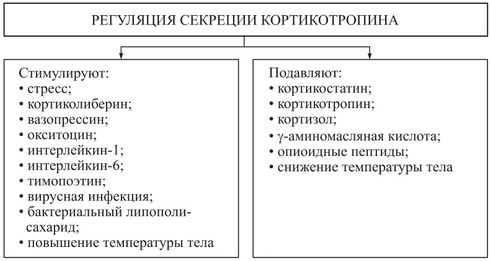 РЕГУЛЯЦИЯ СЕКРЕЦИИ КОРТИКОТРОПИНА
Стимулируют:
• стресс;
• кортиколиберин;
• вазопрессин;
• окситоцин;
• интерлейкин-1;
• интерлейкин-6;
• тимопоэтин;
• вирусная инфекция;
• бактериальный липополи-
сахарид;
• повышение температуры тела
Подавляют:
• кортикостатин;
• кортикотропин;
• кортизол;
• γ-аминомасляная кислота;
• опиоидные пептиды;
• снижение температуры тела